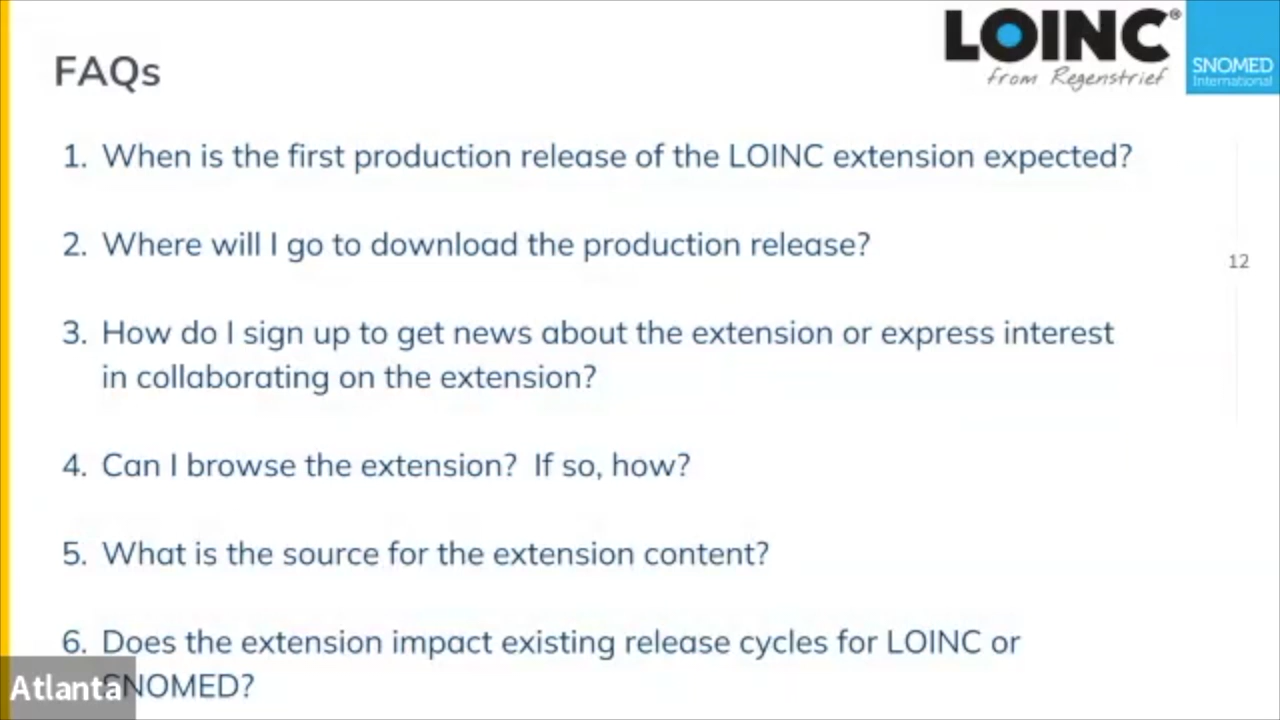 FAQs
LOINC®
from Regenstrief
SNOMED
International
1. When is the first production release of the LOINC extension expected?
2. Where will I go to download the production release?
12
3. How do I sign up to get news about the extension or express interest
in collaborating on the extension?
4. Can I browse the extension? If so, how?
5. What is the source for the extension content?
6. Does the extension impact existing release cycles for LOINC or
SNOMED?
Atlanta